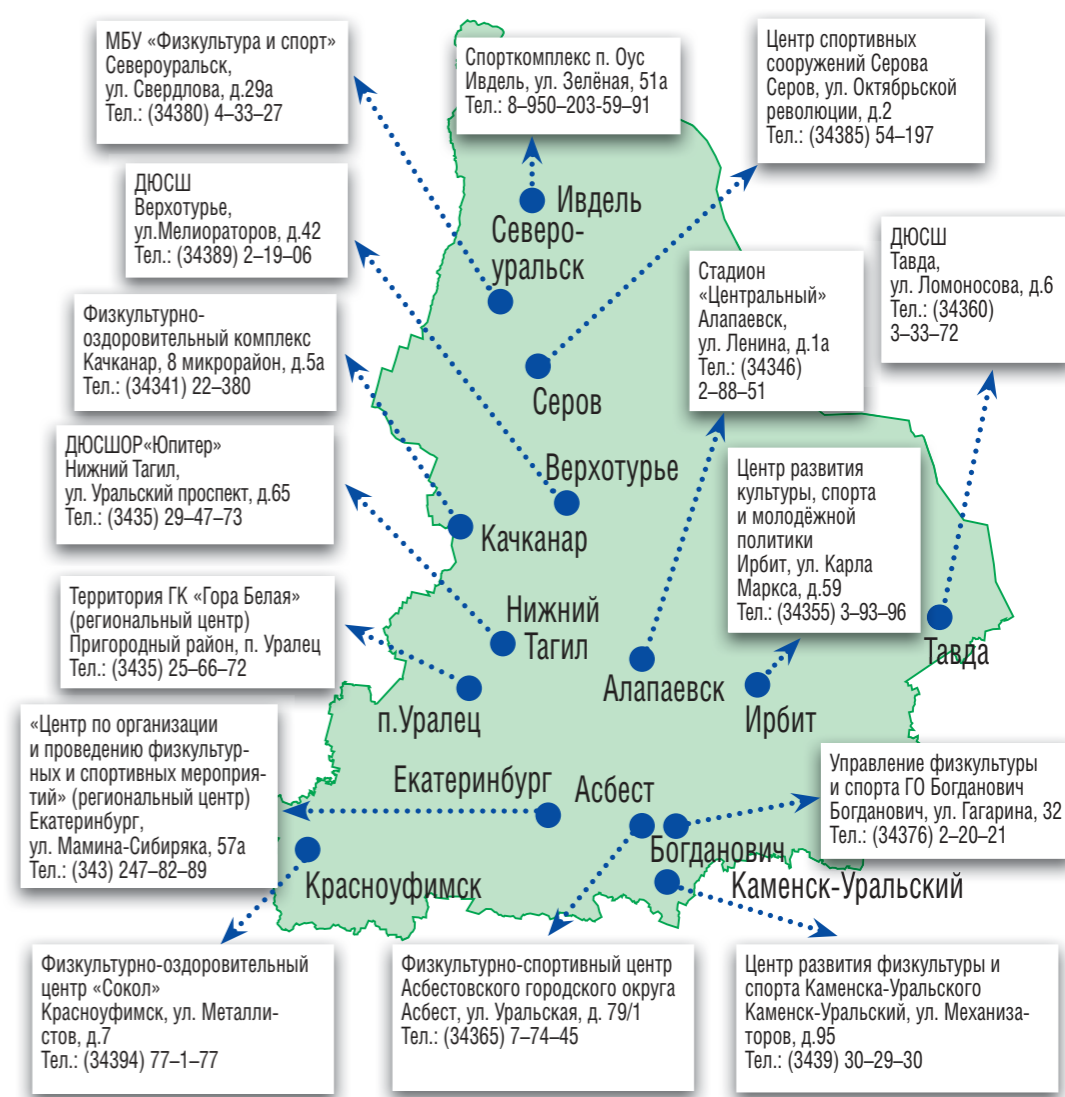 МБУ «Физкультура и спорт»
Североуральск,
ул. Свердлова, д.29а
Тел.: (34380) 4–33–27
Спорткомплекс п. Оус
Ивдель, ул. Зелёная, 51а
Тел.: 8–950–203-59–91
Центр спортивных
сооружений Серова
Серов, ул. Октябрьской
революции, д.2
Тел.: (34385) 54–197
ДЮСШ
Верхотурье,
ул.Мелиораторов, д.42
Тел.: (34389) 2–19–06
Ивдель
Северо-
уральск
Стадион
«Центральный»
Алапаевск,
ул. Ленина, д.1а
Тел.: (34346)
2–88–51
ДЮСШ
Тавда,
ул. Ломоносова, д.6
Тел.: (34360)
3–33–72
Физкультурно-
оздоровительный комплекс
Качканар, 8 микрорайон, д.5а
Тел.: (34341) 22–380
Серов
ДЮСШОР«Юпитер»
Нижний Тагил,
ул. Уральский проспект, д.65
Тел.: (3435) 29–47–73
Верхотурье
Качканар
Центр развития
культуры, спорта
и молодёжной
политики
Ирбит, ул. Карла
Маркса, д.59
Тел.: (34355) 3–93–96
Территория ГК «Гора Белая»
(региональный центр)
Пригородный район, п. Уралец
Тел.: (3435) 25–66–72
Нижний
Тагил
Тавда
Алапаевск
Ирбит
п.Уралец
«Центр по организации
и проведению физкультур-
ных и спортивных мероприя-
тий» (региональный центр)
Екатеринбург,
ул. Мамина-Сибиряка, 57а
Тел.: (343) 247–82–89
Екатеринбург
Асбест
Управление физкультуры
и спорта ГО Богданович
Богданович, ул. Гагарина, 32
Тел.: (34376) 2–20–21
Богданович
Красноуфимск
Каменск-Уральский
Физкультурно-оздоровительный
центр «Сокол»
Красноуфимск, ул. Металли-
стов, д.7
Тел.: (34394) 77–1–77
Физкультурно-спортивный центр
Асбестовского городского округа
Асбест, ул. Уральская, д. 79/1
Тел.: (34365) 7–74–45
Центр развития физкультуры и
спорта Каменска-Уральского
Каменск-Уральский, ул. Механиза-
торов, д.95
Тел.: (3439) 30–29–30